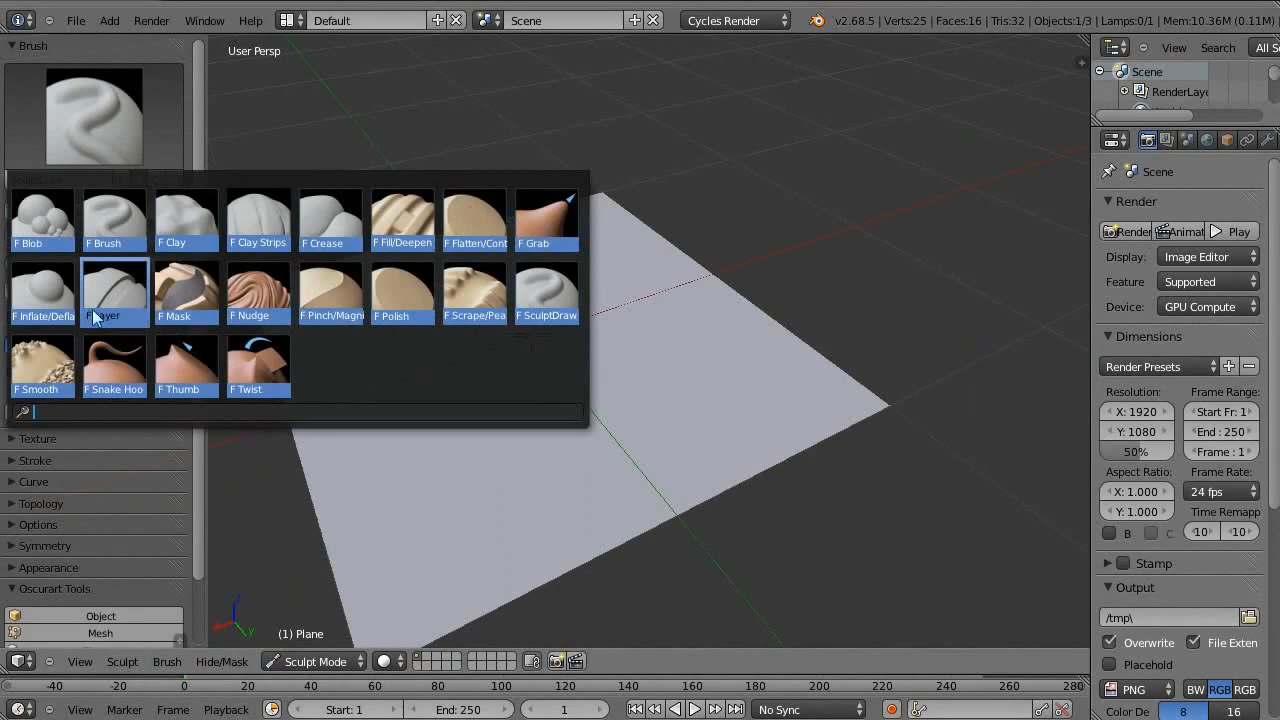 File Add Render Window Help Default Scene Cycles Render v2.68.5 | Verts:25 | Faces:16 | Tris:32 | Objects:1/3 | Lamps:0/1 | Mem:10.36M (0.11M)
Brush
User Persp
View Search All S
Scene
RenderLaye
F Blob F Brush F Clay F Clay Strips F Crease F Fill/Deepen F Flatten/Cont F Grab
F Inflate/Defla F Mask F Nudge F Pinch/Magni F Polish F Scrape/Pea F SculptDraw
F Smooth F Snake Hoo F Thumb F Twist
Texture
Stroke
Curve
Topology
Options
Symmetry
Appearance
Oscurart Tools
Object
Mesh
(1) Plane
Scene
Render
Render Animat Play
Display: Image Editor
Feature Supported
Device: GPU Compute
Dimensions
Render Presets
Resolution: Frame Range:
X: 1920 Start Fr: 1
Y: 1080 End : 250
50% Frame : 1
Aspect Ratio: Frame Rate:
X: 1.000 24 fps
Y: 1.000 Time Remapp
B C 10 10
Stamp
Output
/tmp\
Overwrite File Exten
Placehold
PNG BW RGB RGB
Color De 8 16
View Sculpt Brush Hide/Mask Sculpt Mode
-40 -20 0 20 40 60 80 100 120 140 160 180 200 220 240 260 280
View Marker Frame Playback Start: 1 End: 250 1 No Sync